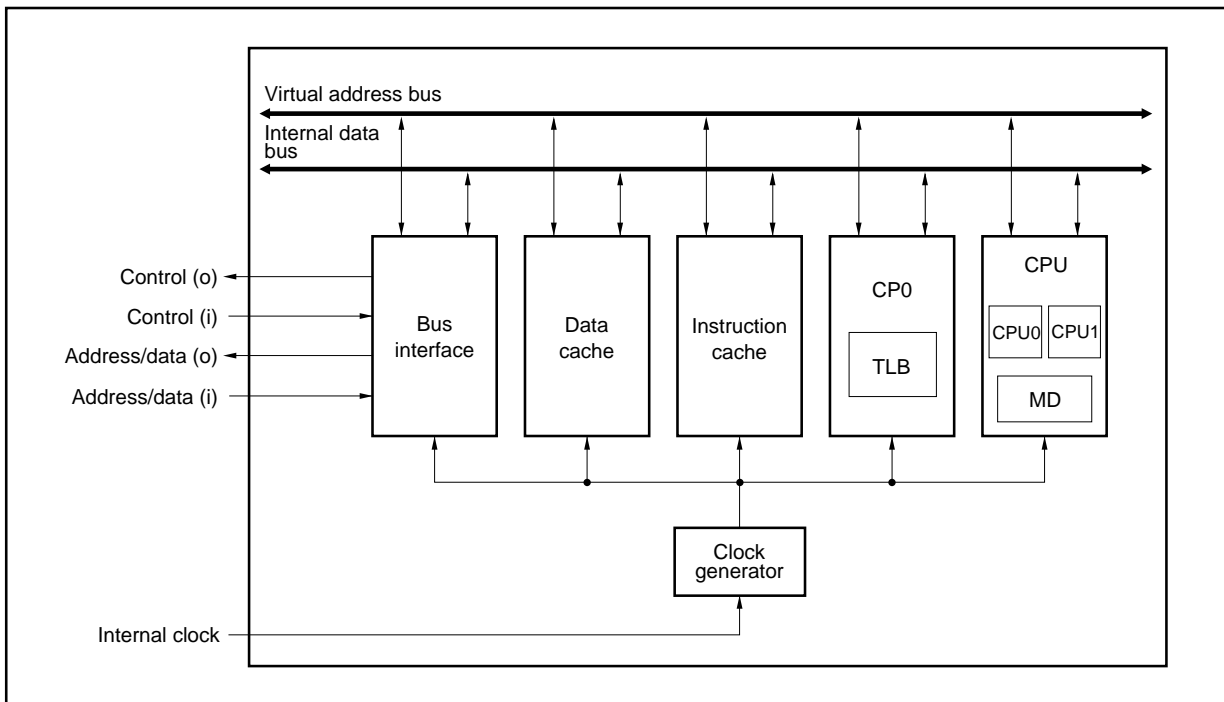 Virtual address bus
Internal data
bus
Control (o)
Control (i)
Address/data (o)
Address/data (i)
Bus
interface
Data
cache
Instruction
cache
CP0
TLB
CPU
CPU0
CPU1
MD
Clock
generator
Internal clock